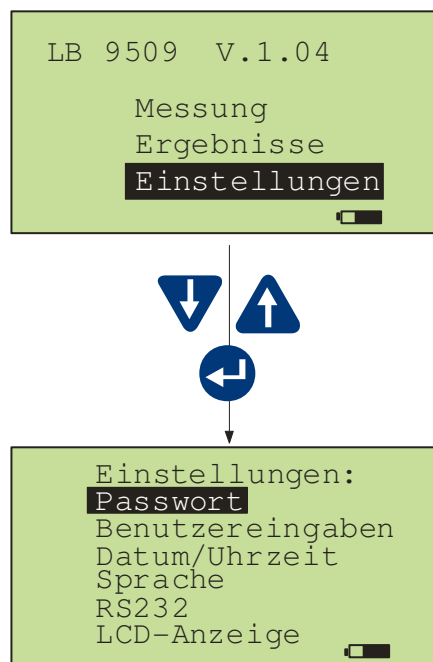 LB 9509 V.1.04
Messung
Ergebnisse
Einstellungen
Einstellungen:
Passwort
Benutzereingaben
Datum/Uhrzeit
Sprache
RS232
LCD-Anzeige